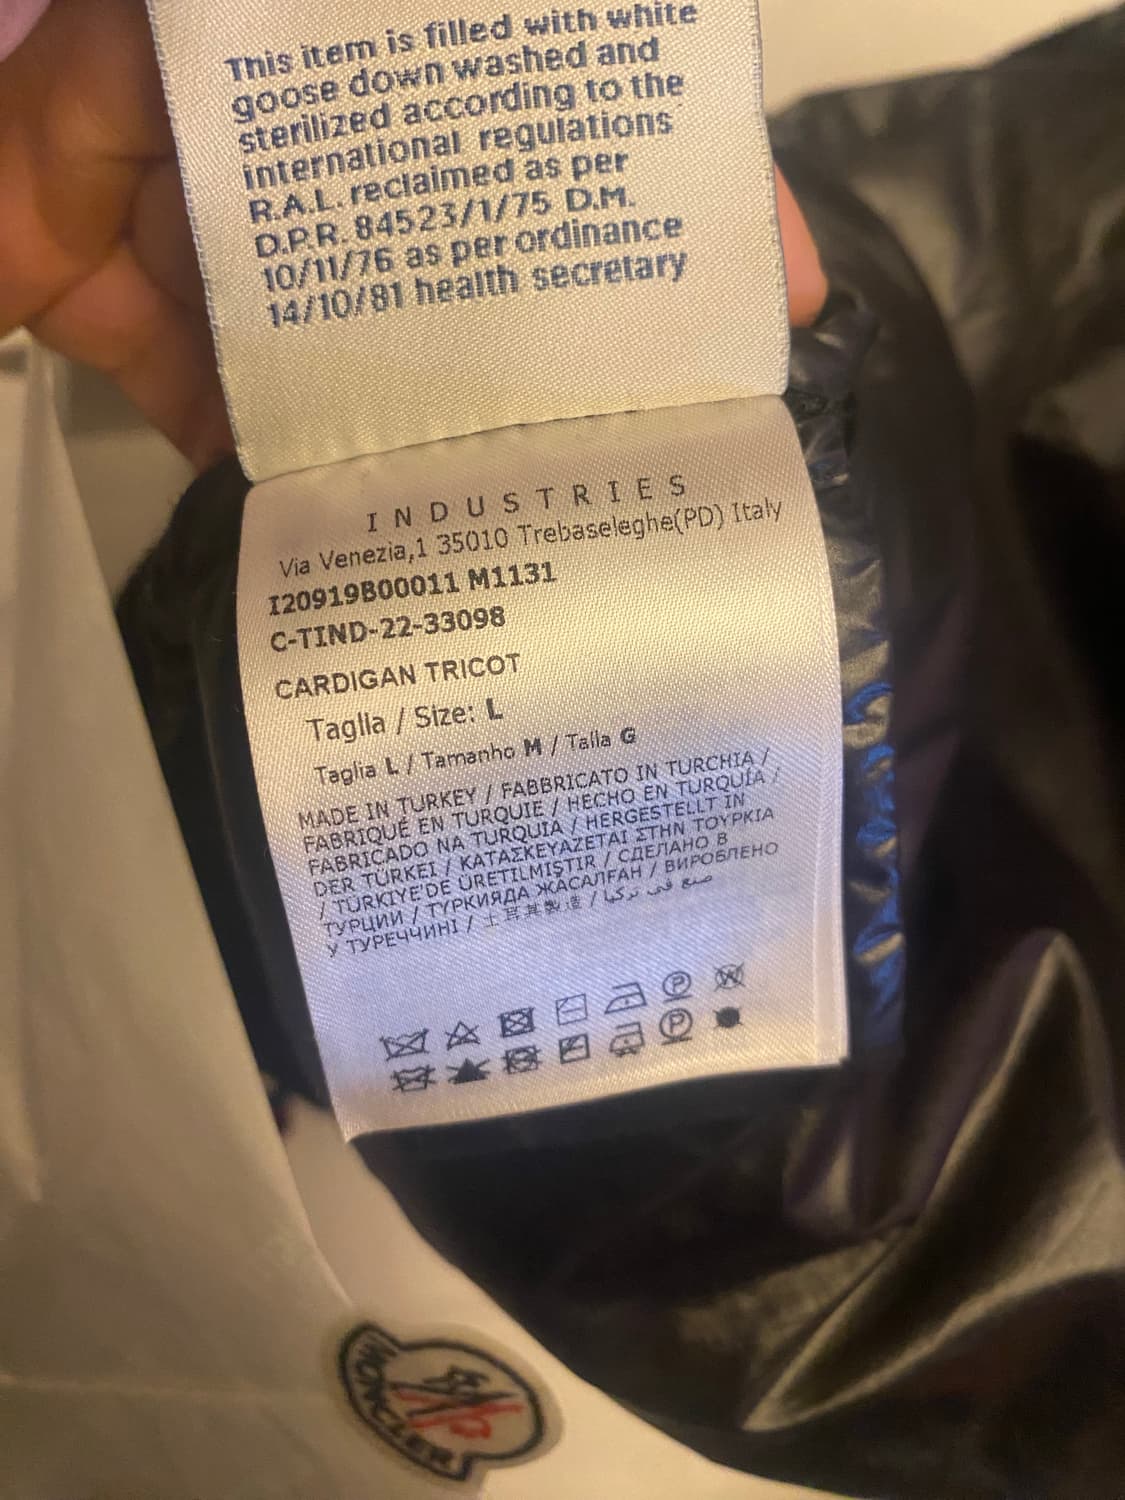 This item is filled with white
goose down washed and
sterilized according to the
international regulations
R.A.L. reclaimed as per
D.P.R. 84523/1/75 D.M.
10/11/76 as per ordinance
14/10/81 health secretary
INDUSTRIES
Via Venezia,1 35010 Trebaseleghe(PD) Italy
I20919B00011 M1131
C-TIND-22-33098
CARDIGAN TRICOT
Taglia / Size: L
Taglia L / Tamanho M / Talla G
MADE IN TURKEY / FABBRICATO IN TURCHIA /
FABRIQUÉ EN TURQUIE / HECHO EN TURQUÍA /
FABRICADO NA TURQUIA / HERGESTELLT IN
DER TÜRKEI / ΚΑΤΑΣΚΕΥΑΖΕΤΑΙ ΣΤΗΝ ΤΟΥΡΚΙΑ
/ TÜRKİYE'DE ÜRETILMIŞTIR / СДЕЛАНО В
ТУРЦИИ / ТУРКИЯДА ЖАСАЛҒАН / ВИРОБЛЕНО
У ТУРЕЧЧИНІ / 土耳其製造 / صنع في تركيا
P W
P
MONCLER